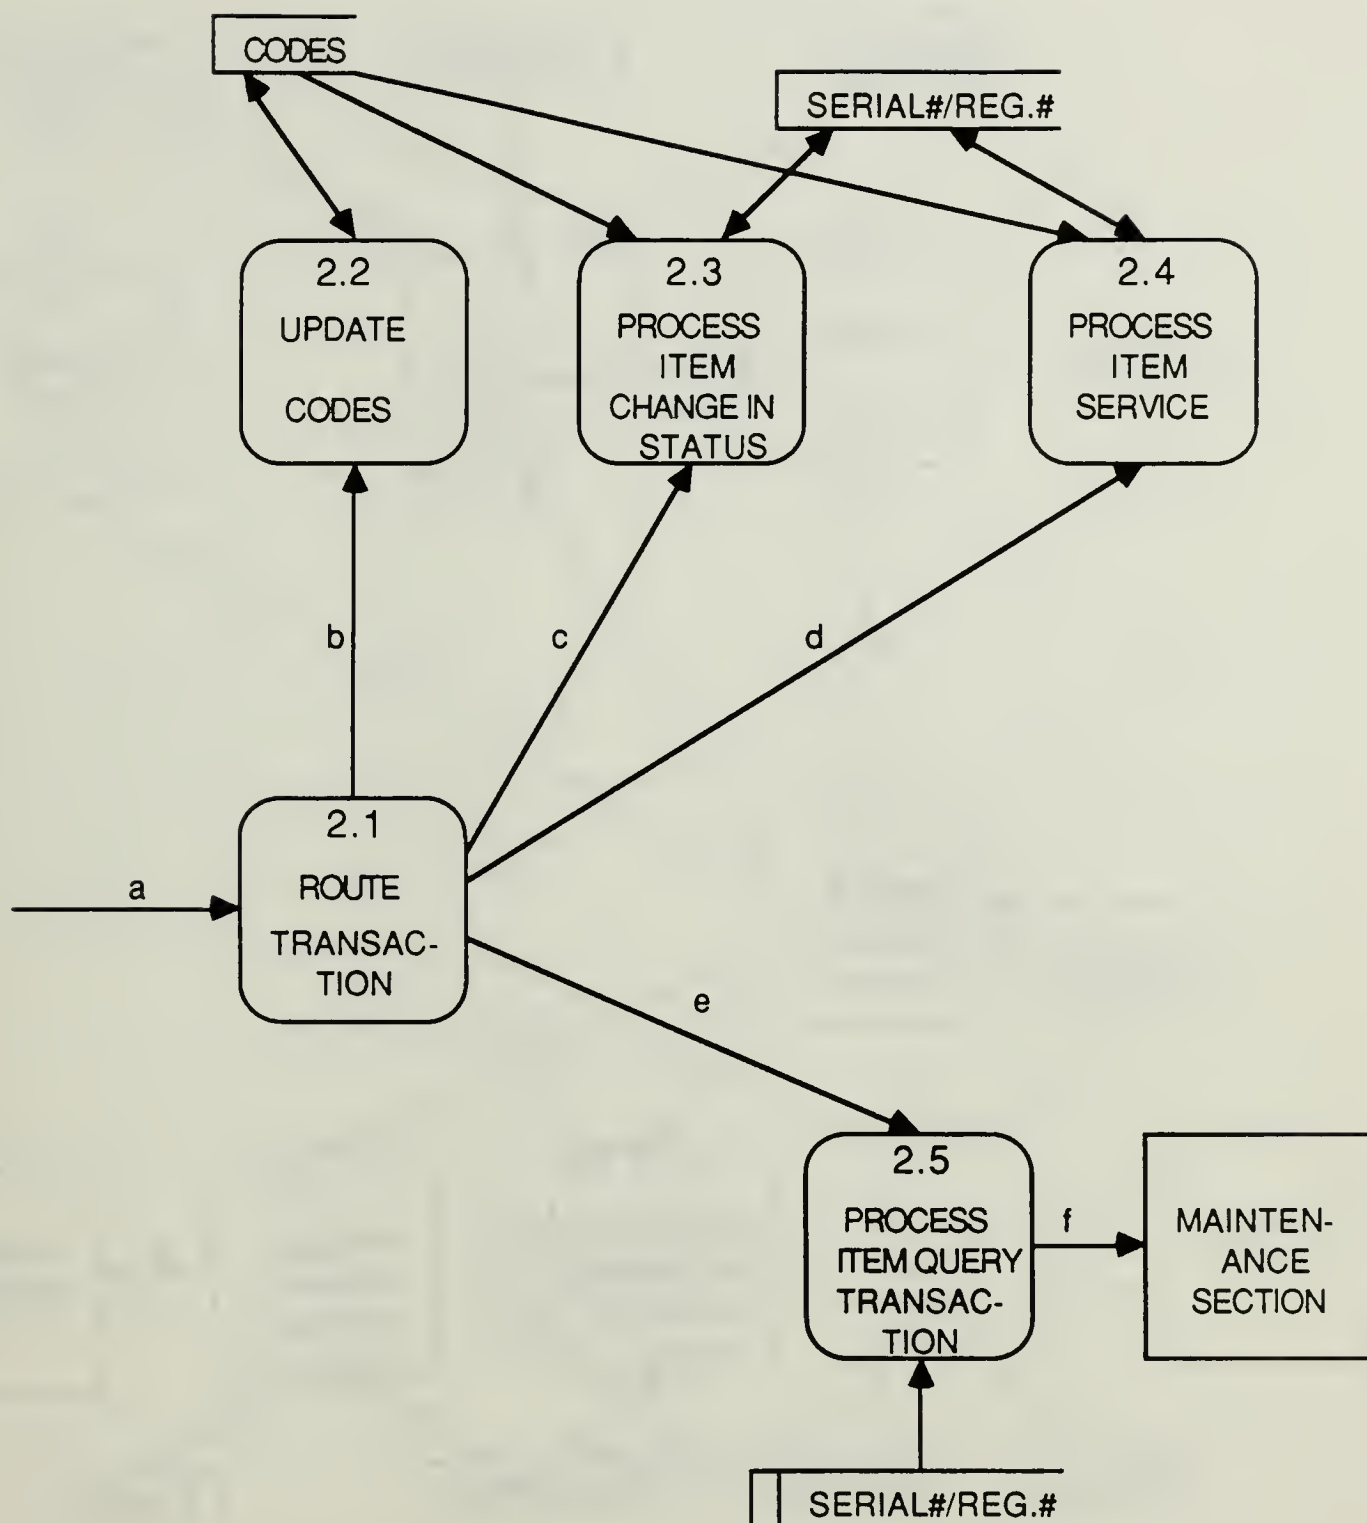 CODES
SERIAL#/REG.#
2.2
UPDATE
CODES
2.3
PROCESS
ITEM
CHANGE IN
STATUS
2.4
PROCESS
ITEM
SERVICE
b
c
d
2.1
ROUTE
TRANSAC-
TION
a
e
2.5
PROCESS
ITEM QUERY
TRANSAC-
TION
f
MAINTEN-
ANCE
SECTION
SERIAL#/REG.#